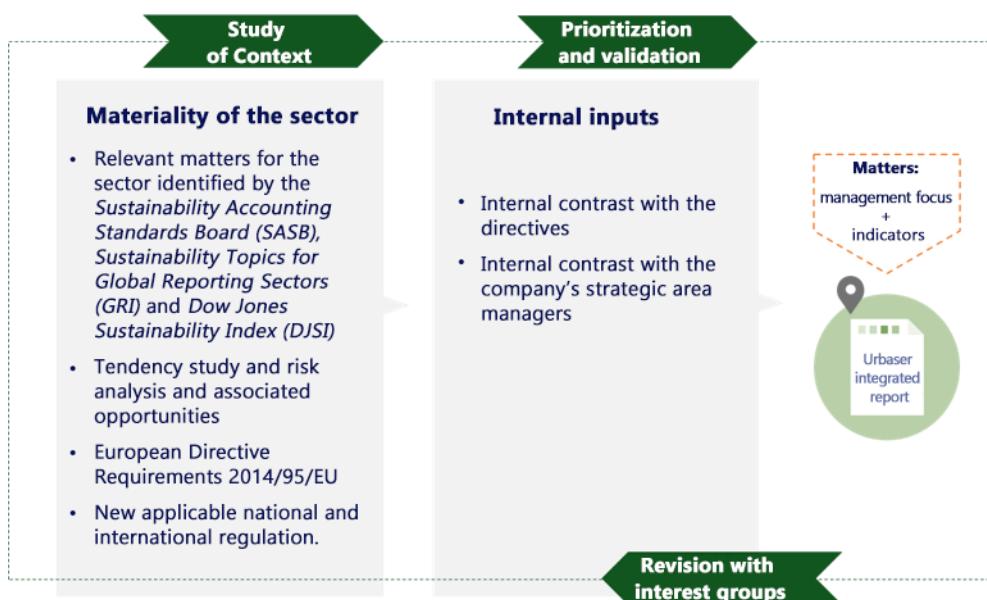 Study
of Context
Prioritization
and validation
Materiality of the sector
• Relevant matters for the
sector identified by the
Sustainability Accounting
Standards Board (SASB),
Sustainability Topics for
Global Reporting Sectors
(GRI) and Dow Jones
Sustainability Index (DJSI)
• Tendency study and risk
analysis and associated
opportunities
• European Directive
Requirements 2014/95/EU
• New applicable national and
international regulation.
Internal inputs
• Internal contrast with the
directives
• Internal contrast with the
company's strategic area
managers
Matters:
management focus
+
indicators
Urbaser
integrated
report
Revision with
interest groups